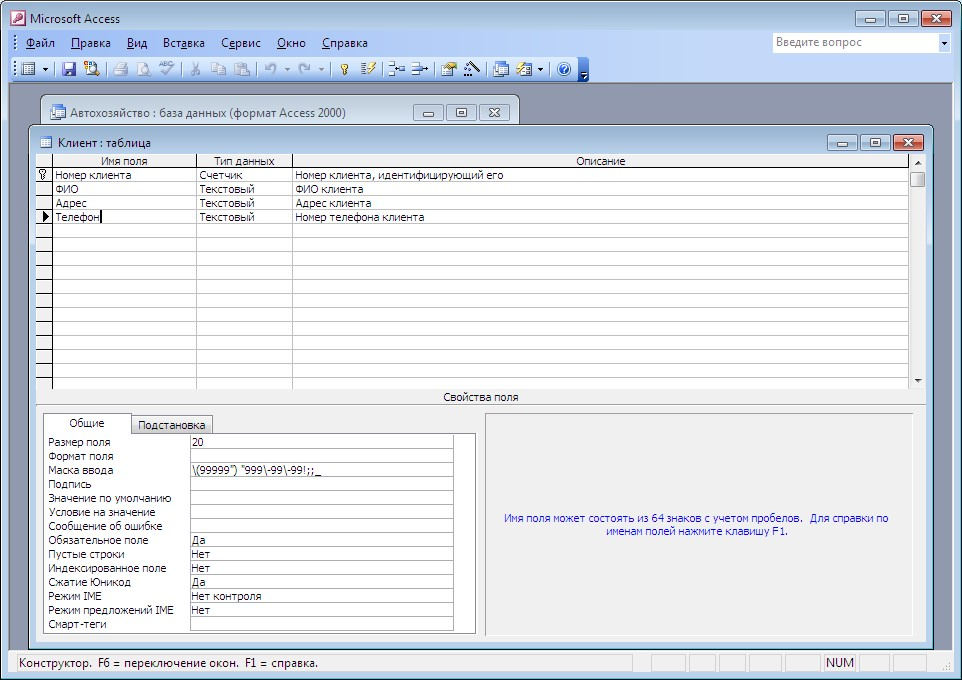 Microsoft Access
Файл Правка Вид Вставка Сервис Окно Справка Введите вопрос
Автохозяйство : база данных (формат Access 2000)
Клиент : таблица
Имя поля Тип данных Описание
Номер клиента Счетчик Номер клиента, идентифицирующий его
ФИО Текстовый ФИО клиента
Адрес Текстовый Адрес клиента
Телефон Текстовый Номер телефона клиента
Свойства поля
Общие Подстановка
Размер поля 20
Формат поля
Маска ввода \(99999") "999\-99\-99!;;_
Подпись
Значение по умолчанию
Условие на значение
Сообщение об ошибке
Обязательное поле Да
Пустые строки Нет
Индексированное поле Нет
Сжатие Юникод Да
Режим IME Нет контроля
Режим предложений IME Нет
Смарт-теги
Имя поля может состоять из 64 знаков с учетом пробелов. Для справки по
именам полей нажмите клавишу F1.
Конструктор. F6 = переключение окон. F1 = справка. NUM